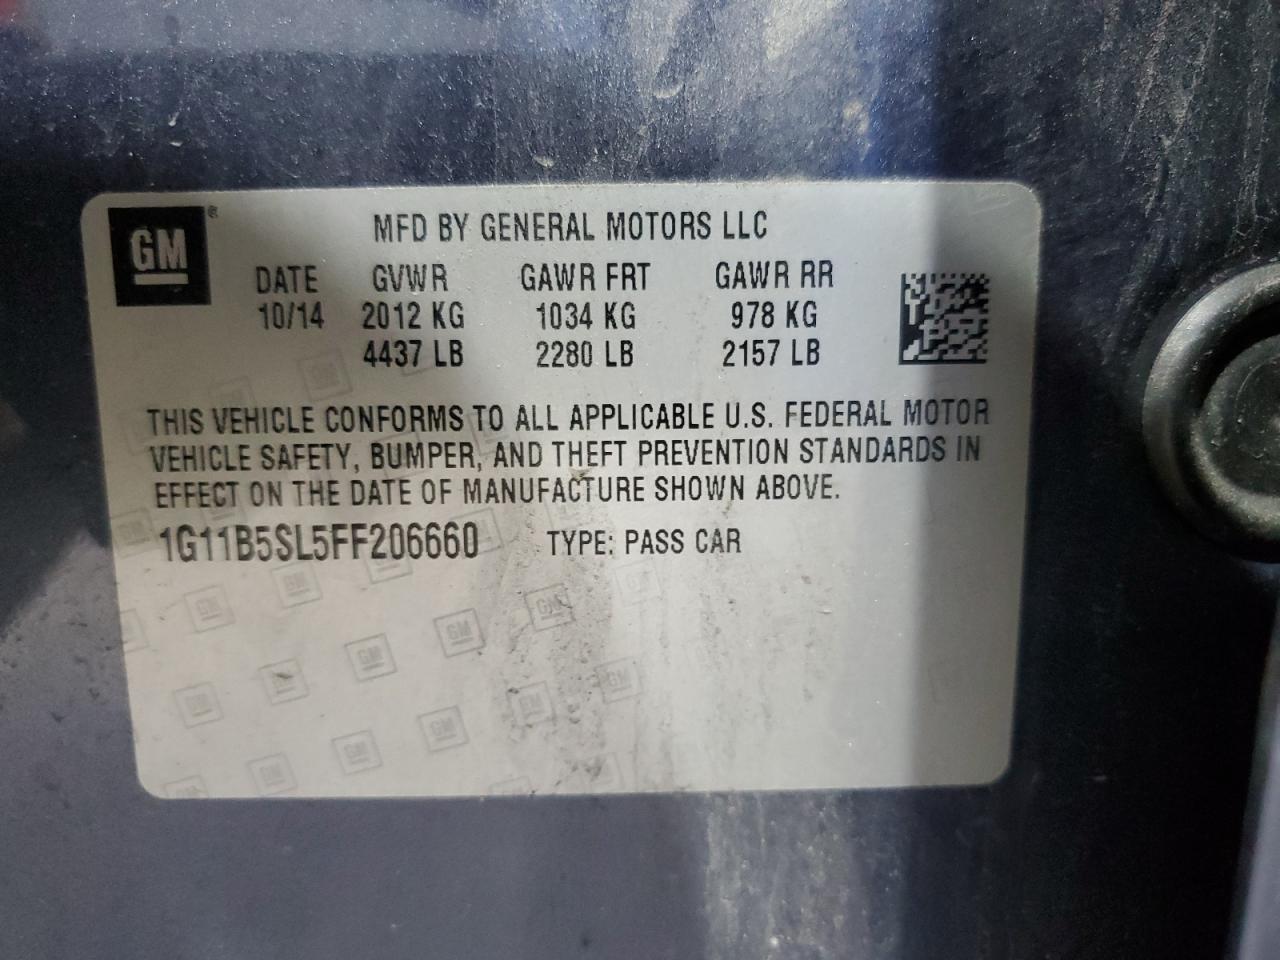 GM®
MFD BY GENERAL MOTORS LLC
DATE GVWR GAWR FRT GAWR RR
10/14 2012 KG 1034 KG 978 KG
4437 LB 2280 LB 2157 LB
THIS VEHICLE CONFORMS TO ALL APPLICABLE U.S. FEDERAL MOTOR
VEHICLE SAFETY, BUMPER, AND THEFT PREVENTION STANDARDS IN
EFFECT ON THE DATE OF MANUFACTURE SHOWN ABOVE.
1G11B5SL5FF206660 TYPE: PASS CAR